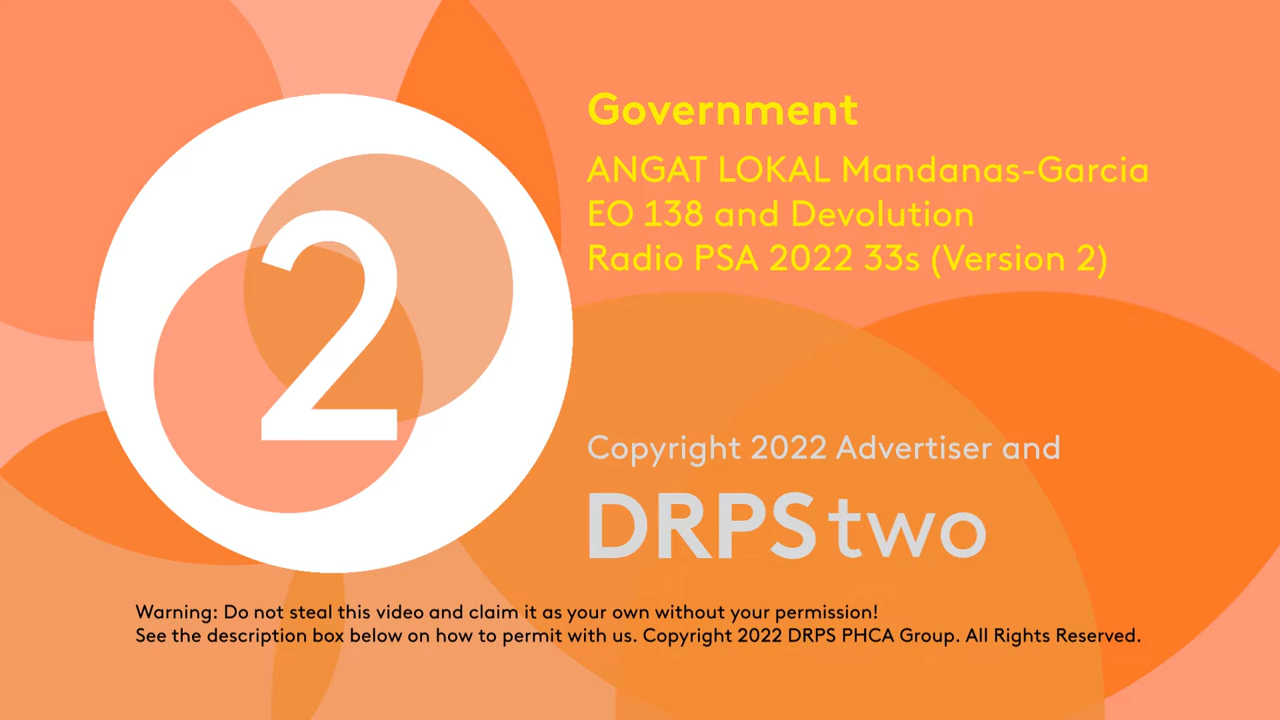 2
Government
ANGAT LOKAL Mandanas-Garcia
EO 138 and Devolution
Radio PSA 2022 33s (Version 2)
Copyright 2022 Advertiser and
DRPS two
Warning: Do not steal this video and claim it as your own without your permission!
See the description box below on how to permit with us. Copyright 2022 DRPS PHCA Group. All Rights Reserved.